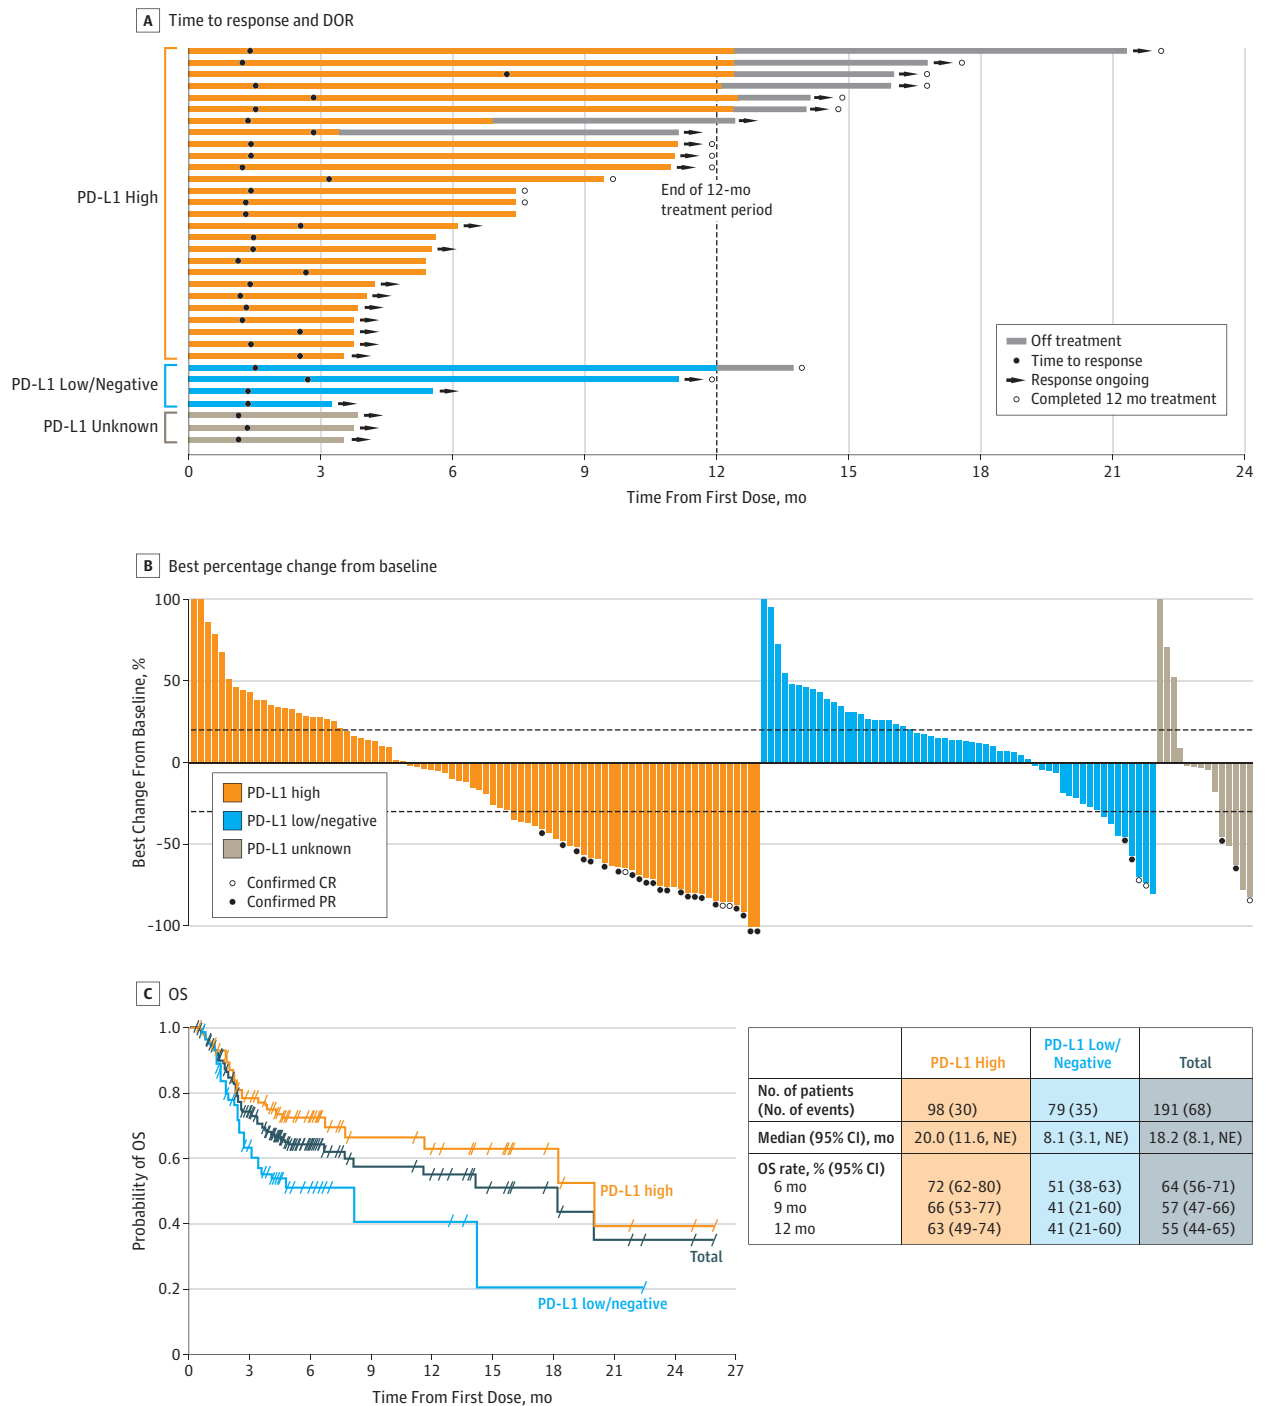 A Time to response and DOR
PD-L1 High
PD-L1 Low/Negative
PD-L1 Unknown
End of 12-mo
treatment period
Off treatment
Time to response
Response ongoing
Completed 12 mo treatment
0 3 6 9 12 15 18 21 24
Time From First Dose, mo
B Best percentage change from baseline
Best Change From Baseline, %
100
50
0
-50
-100
PD-L1 high
PD-L1 low/negative
PD-L1 unknown
Confirmed CR
Confirmed PR
C OS
Probability of OS
1.0
0.8
0.6
0.4
0.2
0
PD-L1 high
Total
PD-L1 low/negative
0 3 6 9 12 15 18 21 24 27
Time From First Dose, mo
PD-L1 High PD-L1 Low/ Negative Total
No. of patients
(No. of events) 98 (30) 79 (35) 191 (68)
Median (95% CI), mo 20.0 (11.6, NE) 8.1 (3.1, NE) 18.2 (8.1, NE)
OS rate, % (95% CI)
6 mo 72 (62-80) 51 (38-63) 64 (56-71)
9 mo 66 (53-77) 41 (21-60) 57 (47-66)
12 mo 63 (49-74) 41 (21-60) 55 (44-65)